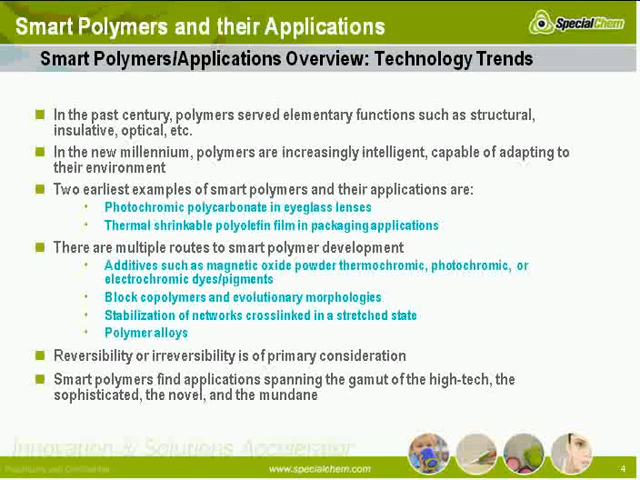 Smart Polymers and their Applications
SpecialChem
Smart Polymers/Applications Overview: Technology Trends
In the past century, polymers served elementary functions such as structural,
insulative, optical, etc.
In the new millennium, polymers are increasingly intelligent, capable of adapting to
their environment
Two earliest examples of smart polymers and their applications are:
Photochromic polycarbonate in eyeglass lenses
Thermal shrinkable polyolefin film in packaging applications
There are multiple routes to smart polymer development
Additives such as magnetic oxide powder thermochromic, photochromic, or
electrochromic dyes/pigments
Block copolymers and evolutionary morphologies
Stabilization of networks crosslinked in a stretched state
Polymer alloys
Reversibility or irreversibility is of primary consideration
Smart polymers find applications spanning the gamut of the high-tech, the
sophisticated, the novel, and the mundane
Innovation & Solutions Accelerator
Proprietary and Confidential
www.specialchem.com
4